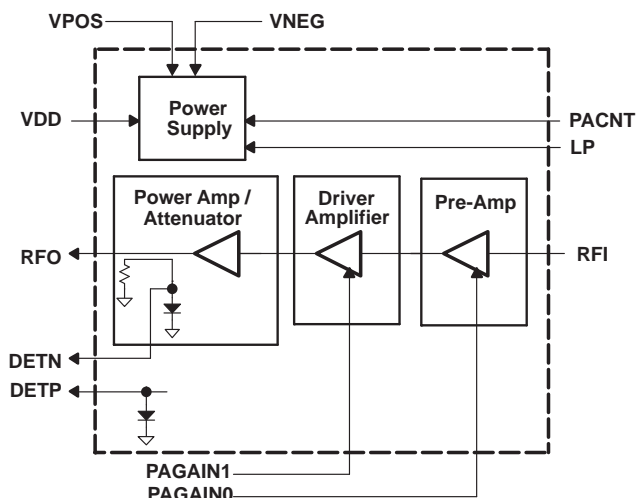 VPOS
VNEG
VDD
Power
Supply
PACNT
LP
Power Amp /
Attenuator
Driver
Amplifier
Pre-Amp
RFO
RFI
DETN
DETP
PAGAIN1
PAGAIN0